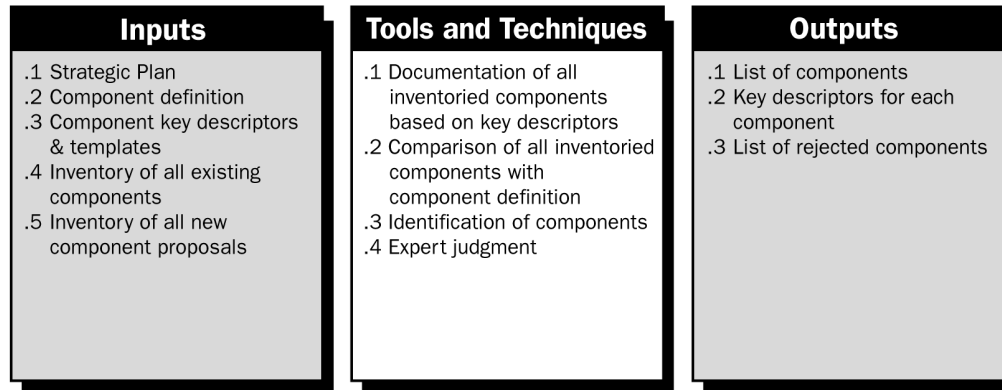 Inputs
.1 Strategic Plan
.2 Component definition
.3 Component key descriptors
& templates
.4 Inventory of all existing
components
.5 Inventory of all new
component proposals
Tools and Techniques
.1 Documentation of all
inventoried components
based on key descriptors
.2 Comparison of all inventoried
components with
component definition
.3 Identification of components
.4 Expert judgment
Outputs
.1 List of components
.2 Key descriptors for each
component
.3 List of rejected components